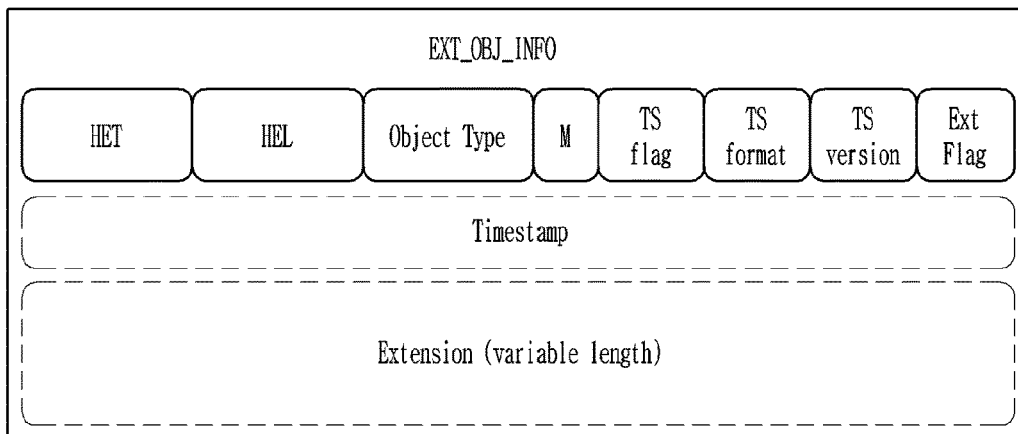 EXT_OBJ_INFO
HET HEL Object Type M TS flag TS format TS version Ext Flag
Timestamp
Extension (variable length)